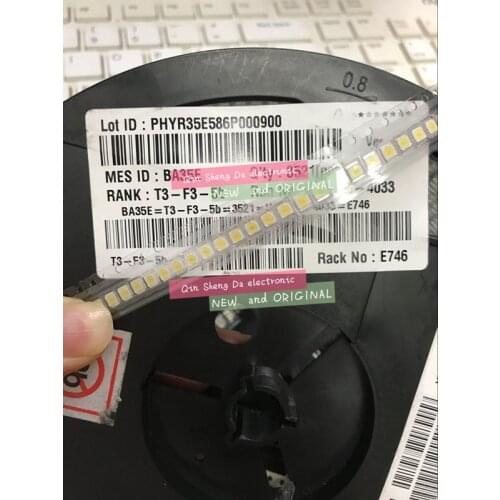 0.8
Lot ID : PHYR35E586P000900
MES ID : BA35E
Qin Sheng Da electronic
NEW and ORIGINAL
RANK : T3-F3-5b
4033
BA35E=T3-F3-5b=3521
4033-E746
T3-F3-5b
Rack No : E746
Qin Sheng Da electronic
NEW and ORIGINAL